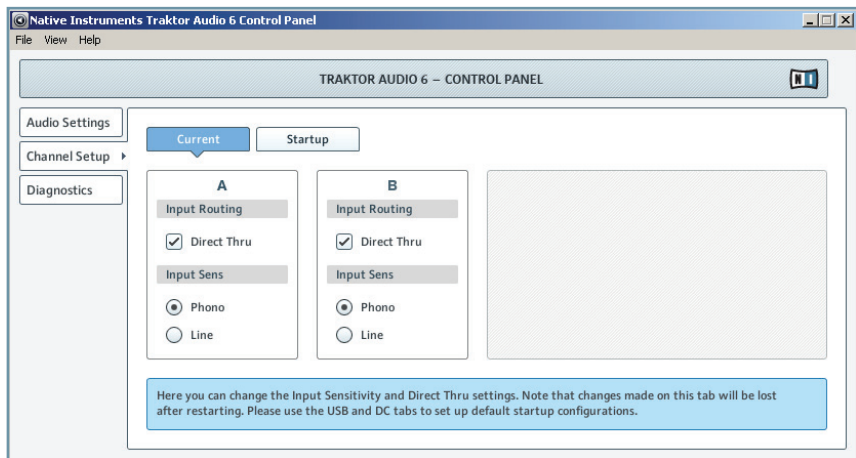 Native Instruments Traktor Audio 6 Control Panel
File View Help
TRAKTOR AUDIO 6 – CONTROL PANEL
NI
Audio Settings
Channel Setup
Diagnostics
Current Startup
A
Input Routing
Direct Thru
Input Sens
Phono
Line
B
Input Routing
Direct Thru
Input Sens
Phono
Line
Here you can change the Input Sensitivity and Direct Thru settings. Note that changes made on this tab will be lost
after restarting. Please use the USB and DC tabs to set up default startup configurations.